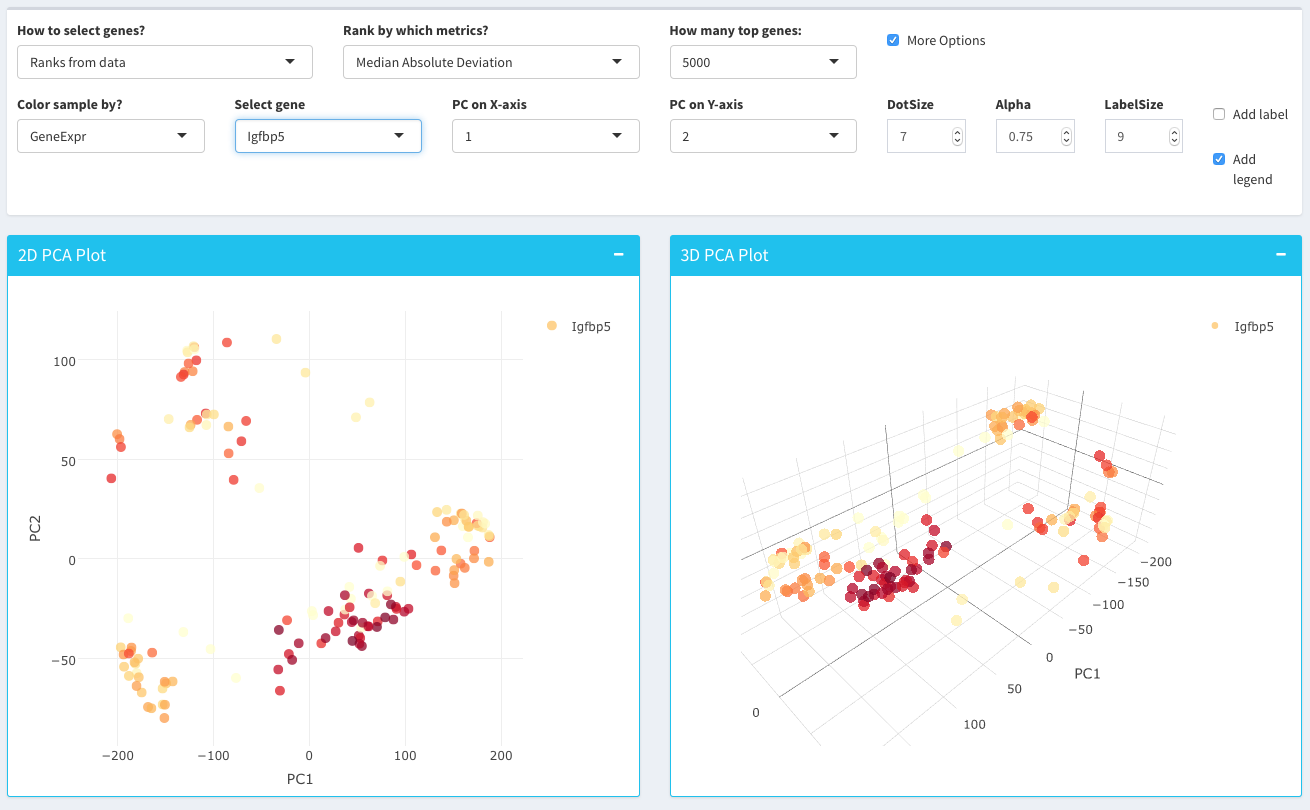 How to select genes? Rank by which metrics? How many top genes:
Ranks from data Median Absolute Deviation 5000 More Options
Color sample by? Select gene PC on X-axis PC on Y-axis DotSize Alpha LabelSize
GeneExpr Igfbp5 1 2 7 0.75 9 Add label
Add
legend
2D PCA Plot
Igfbp5
100
50
0
−50
PC2
−200 −100 0 100 200
PC1
3D PCA Plot
Igfbp5
−200
−150
−100
−50
0
PC1
50
0
100